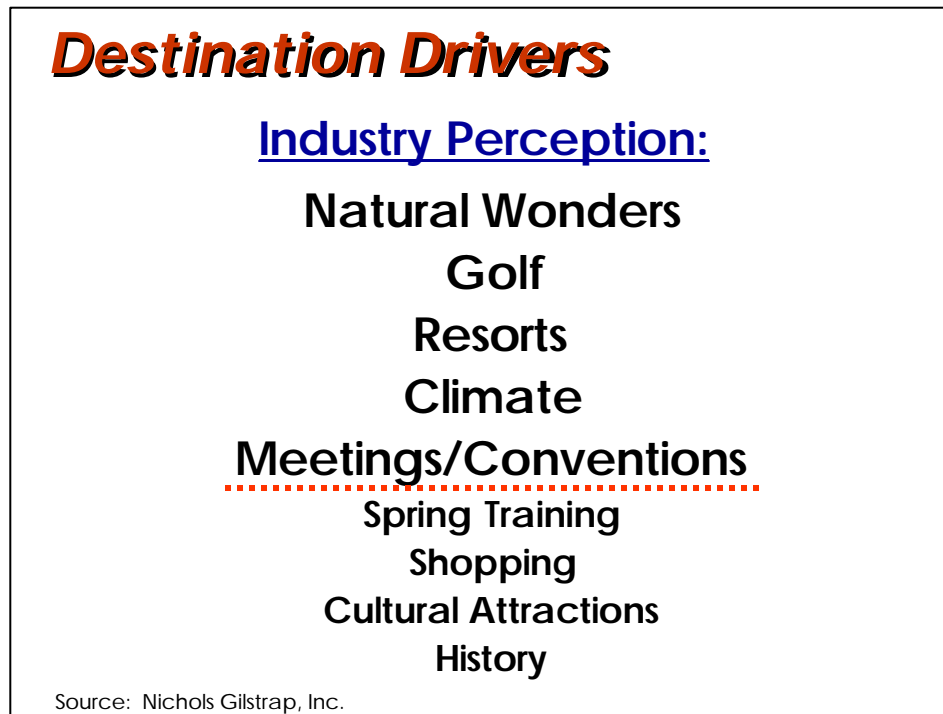 Destination Drivers
Industry Perception:
Natural Wonders
Golf
Resorts
Climate
Meetings/Conventions
Spring Training
Shopping
Cultural Attractions
History
Source: Nichols Gilstrap, Inc.